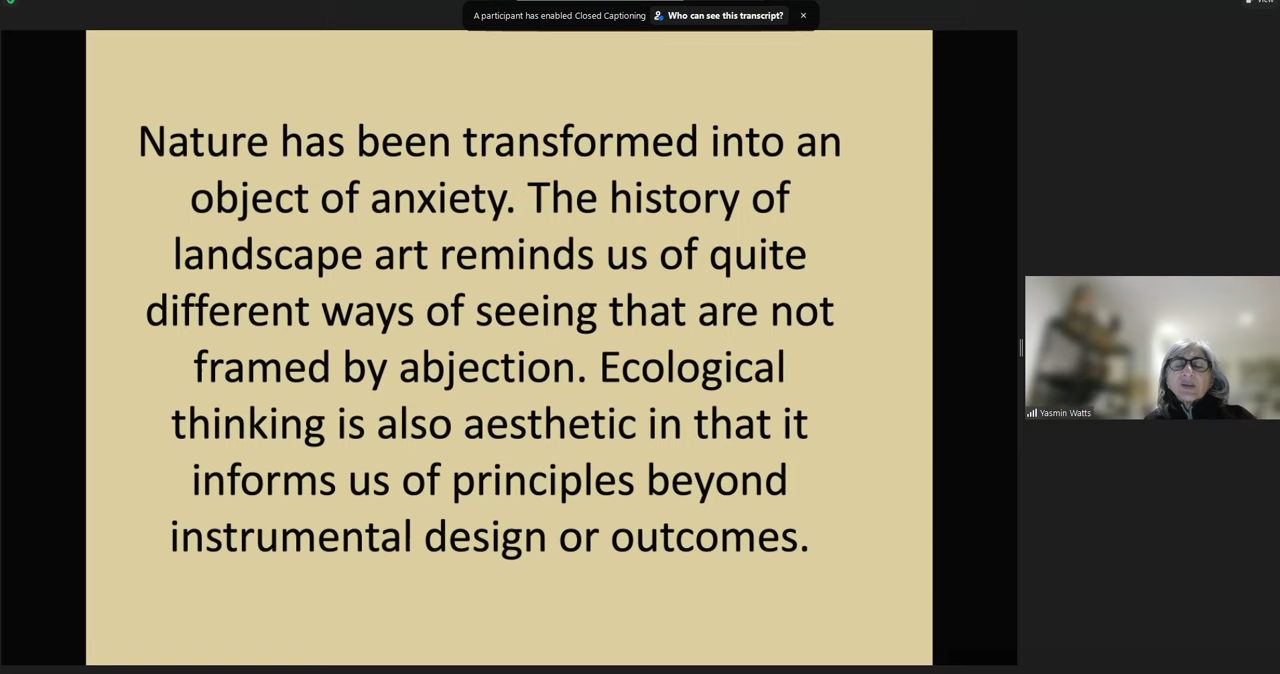 A participant has enabled Closed Captioning Who can see this transcript?
View
Nature has been transformed into an
object of anxiety. The history of
landscape art reminds us of quite
different ways of seeing that are not
framed by abjection. Ecological
thinking is also aesthetic in that it
informs us of principles beyond
instrumental design or outcomes.
Yasmin Watts